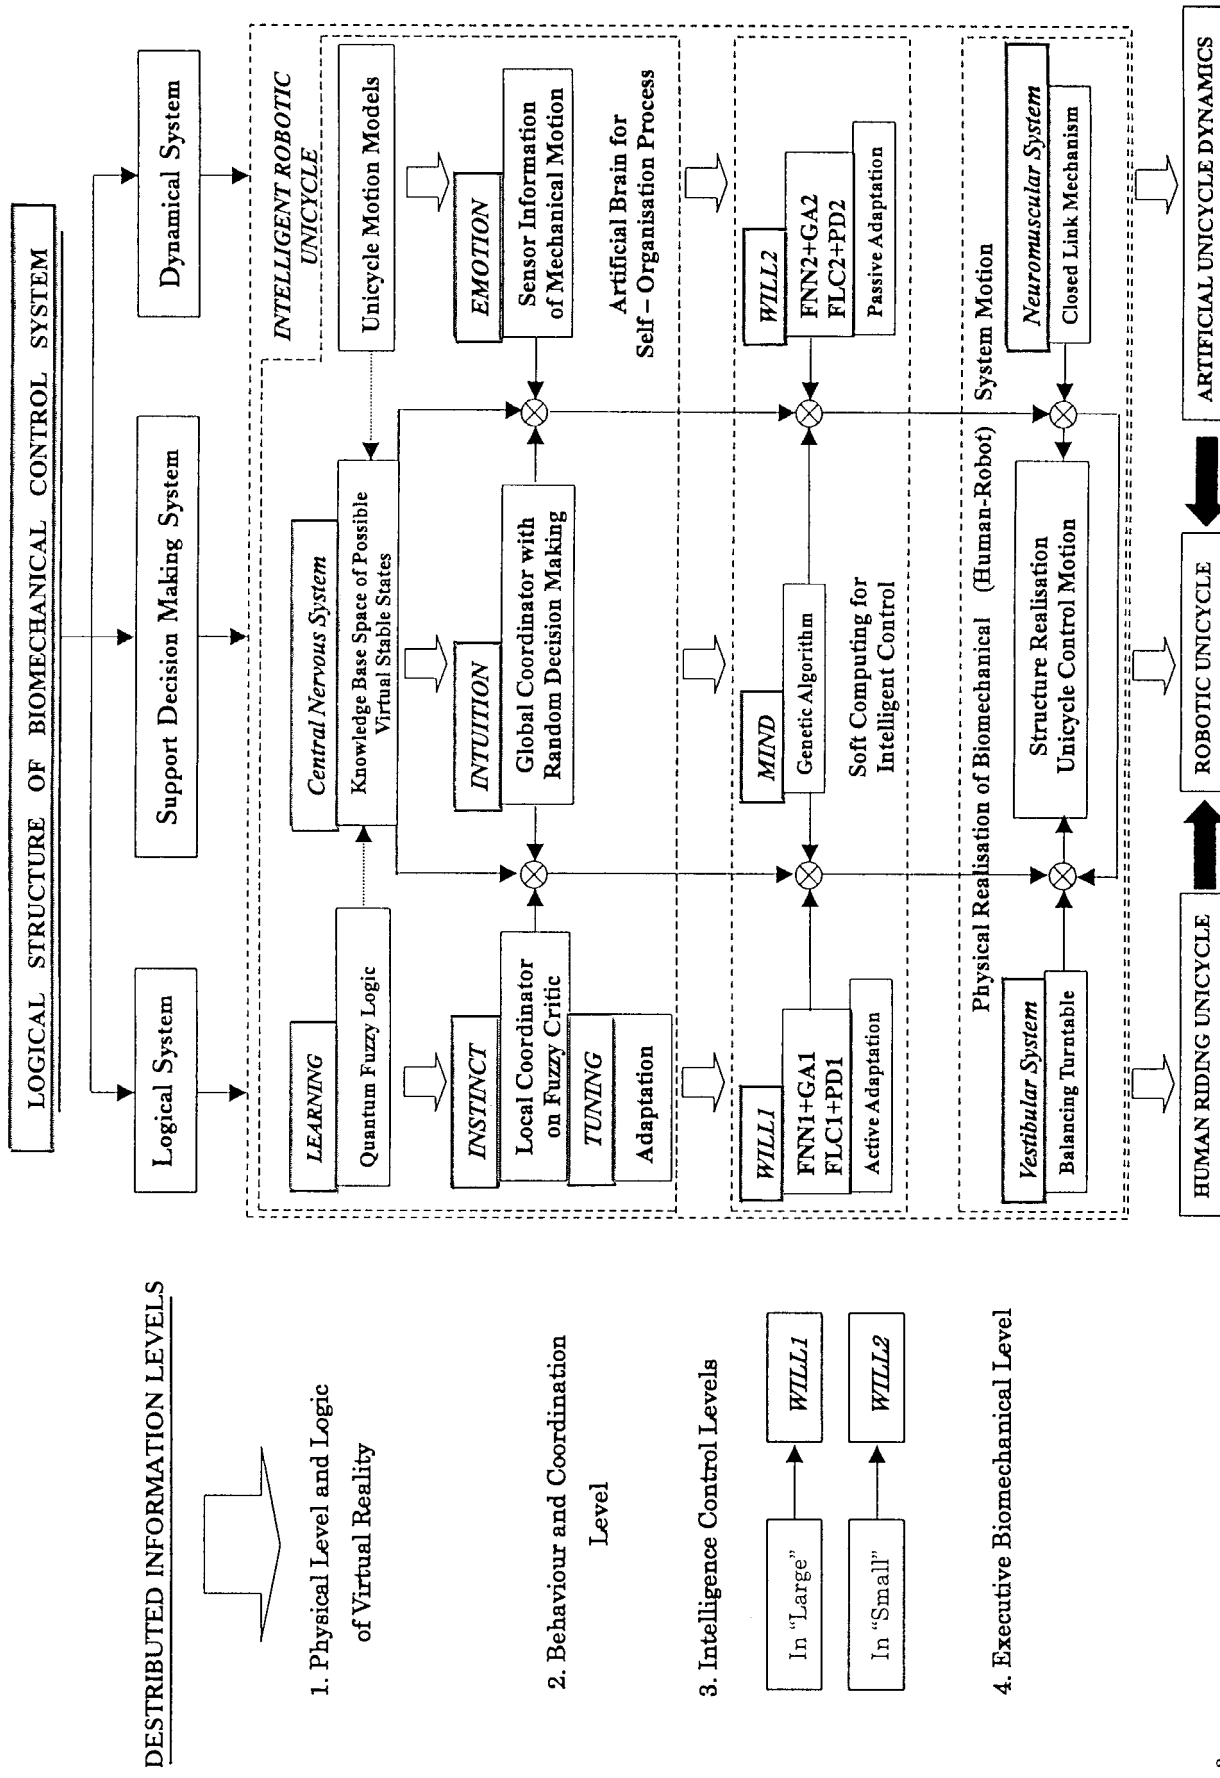 LOGICAL STRUCTURE OF BIOMECHANICAL CONTROL SYSTEM
DESTRIBUTED INFORMATION LEVELS
Logical System
Support Decision Making System
Dynamical System
INTELLIGENT ROBOTIC
UNICYCLE
1. Physical Level and Logic
of Virtual Reality
LEARNING
Quantum Fuzzy Logic
Central Nervous System
Knowledge Base Space of Possible
Virtual Stable States
Unicycle Motion Models
2. Behaviour and Coordination
Level
INSTINCT
Local Coordinator
on Fuzzy Critic
TUNING
Adaptation
INTUITION
Global Coordinator with
Random Decision Making
EMOTION
Sensor Information
of Mechanical Motion
Artificial Brain for
Self – Organisation Process
3. Intelligence Control Levels
In "Large"
WILL1
In "Small"
WILL2
WILL1
FNN1+GA1
FLC1+PD1
Active Adaptation
MIND
Genetic Algorithm
Soft Computing for
Intelligent Control
WILL2
FNN2+GA2
FLC2+PD2
Passive Adaptation
4. Executive Biomechanical Level
Physical Realisation of Biomechanical (Human-Robot) System Motion
Vestibular System
Balancing Turntable
Structure Realisation
Unicycle Control Motion
Neuromuscular System
Closed Link Mechanism
HUMAN RIDING UNICYCLE
ROBOTIC UNICYCLE
ARTIFICIAL UNICYCLE DYNAMICS